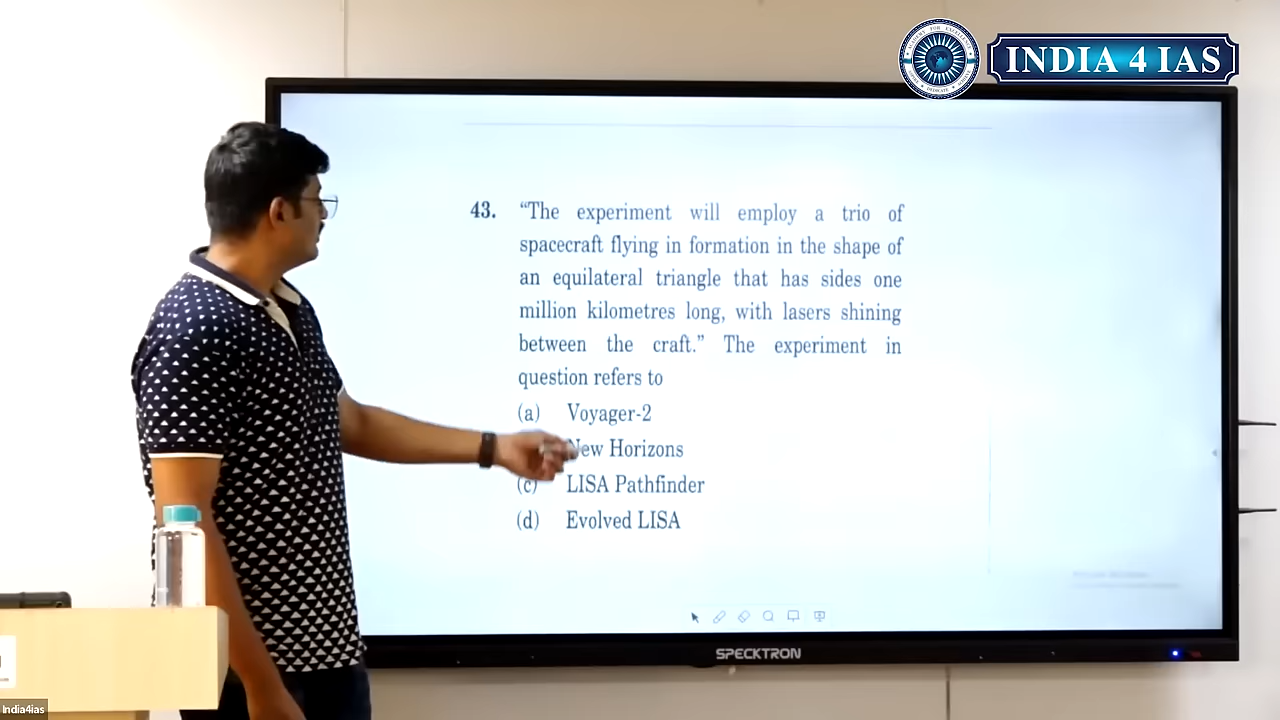 INDIA 4 IAS
43. “The experiment will employ a trio of
spacecraft flying in formation in the shape of
an equilateral triangle that has sides one
million kilometres long, with lasers shining
between the craft.” The experiment in
question refers to
(a) Voyager-2
New Horizons
(c) LISA Pathfinder
(d) Evolved LISA
SPECKTRON
India4ias